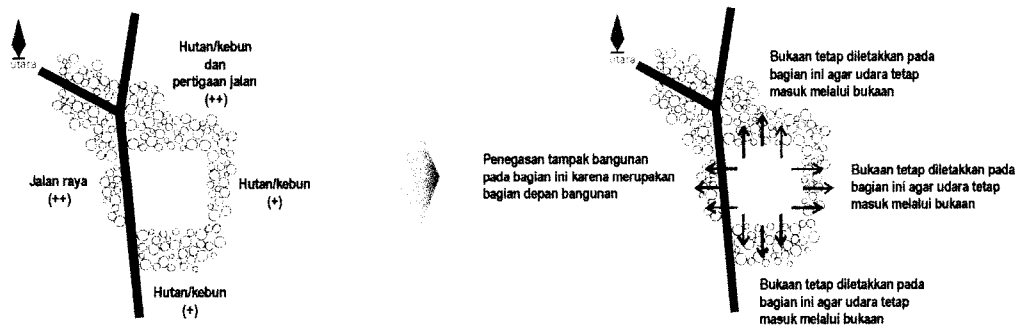 utara
Hutan/kebun
dan
pertigaan jalan
(++)
Jalan raya
(++)
Hutan/kebun
(+)
Hutan/kebun
(+)
utara
Bukaan tetap diletakkan pada
bagian ini agar udara tetap
masuk melalui bukaan
Penegasan tampak bangunan
pada bagian ini karena merupakan
bagian depan bangunan
Bukaan tetap diletakkan pada
bagian ini agar udara tetap
masuk melalui bukaan
Bukaan tetap diletakkan pada
bagian ini agar udara tetap
masuk melalui bukaan